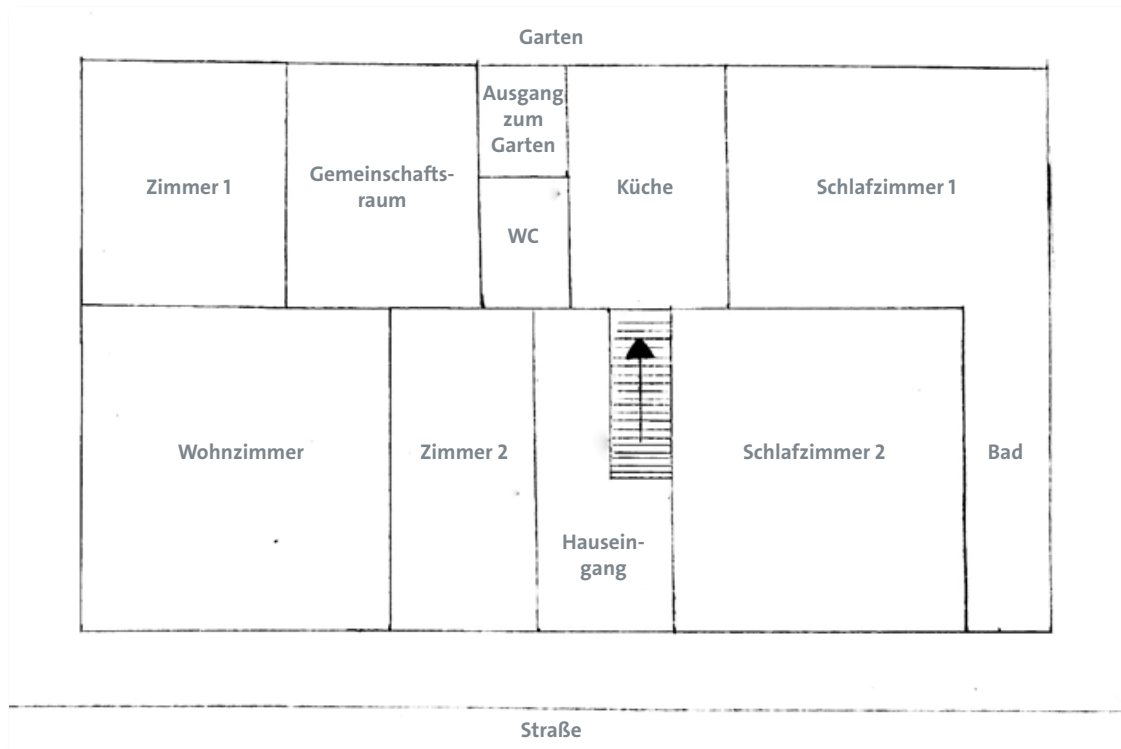 Garten
Ausgang
zum
Garten
Zimmer 1
Gemeinschafts-
raum
Küche
Schlafzimmer 1
WC
Wohnzimmer
Zimmer 2
Schlafzimmer 2
Bad
Hausein-
gang
Straße